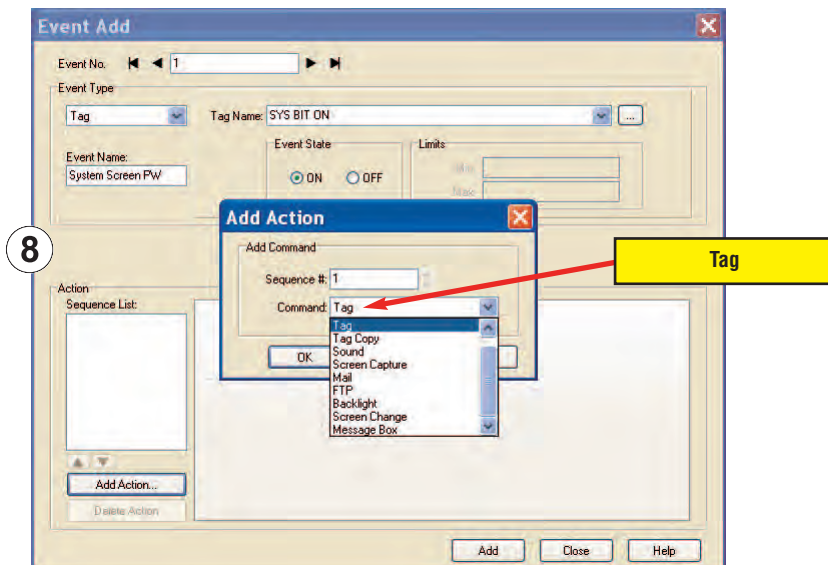 Event Add
Event No. 1
Event Type
Tag Tag Name: SYS BIT ON ...
Event State Limits
Event Name:
System Screen PW ON OFF Min:
Max:
Add Action
8
Add Command
Sequence #: 1
Tag
Action
Sequence List:
Command: Tag
Tag
Tag Copy
Sound
OK
Screen Capture
Mail
FTP
Backlight
Screen Change
Message Box
Add Action...
Delete Action
Add Close Help